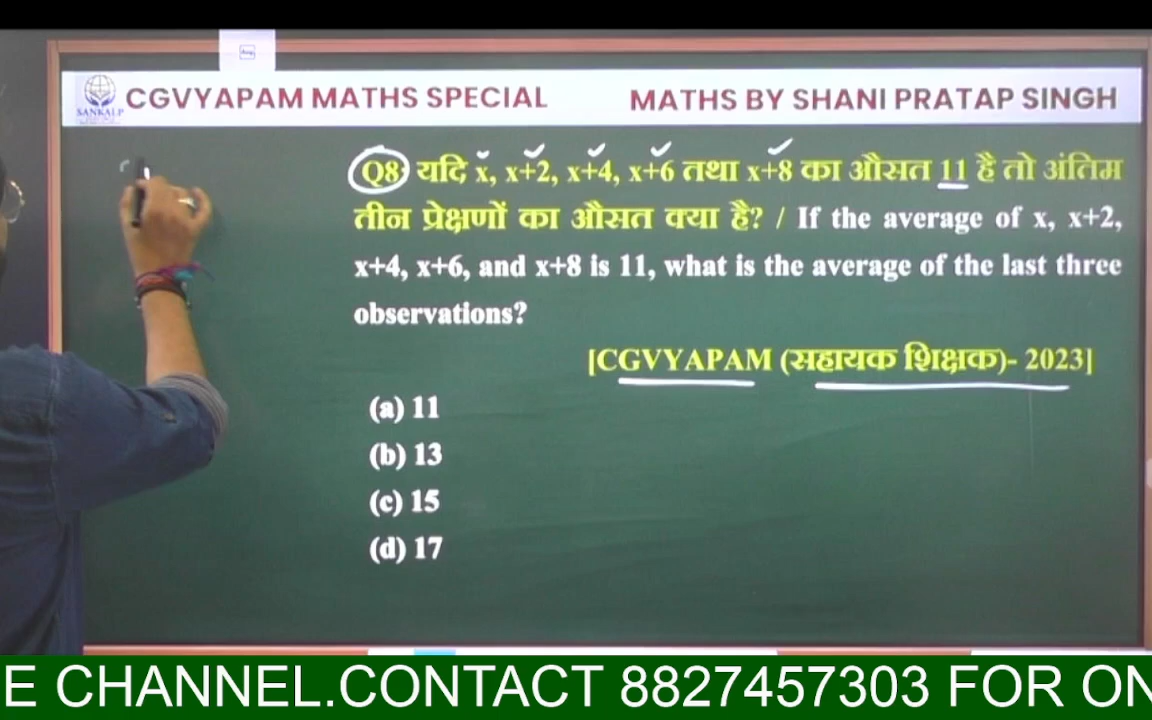 SANKALP
CGVYAPAM MATHS SPECIAL
MATHS BY SHANI PRATAP SINGH
Q8. यदि x, x+2, x+4, x+6 तथा x+8 का औसत 11 है तो अंतिम
तीन प्रेक्षणों का औसत क्या है? / If the average of x, x+2,
x+4, x+6, and x+8 is 11, what is the average of the last three
observations?
[CGVYAPAM (सहायक शिक्षक)- 2023]
(a) 11
(b) 13
(c) 15
(d) 17
E CHANNEL.CONTACT 8827457303 FOR ON